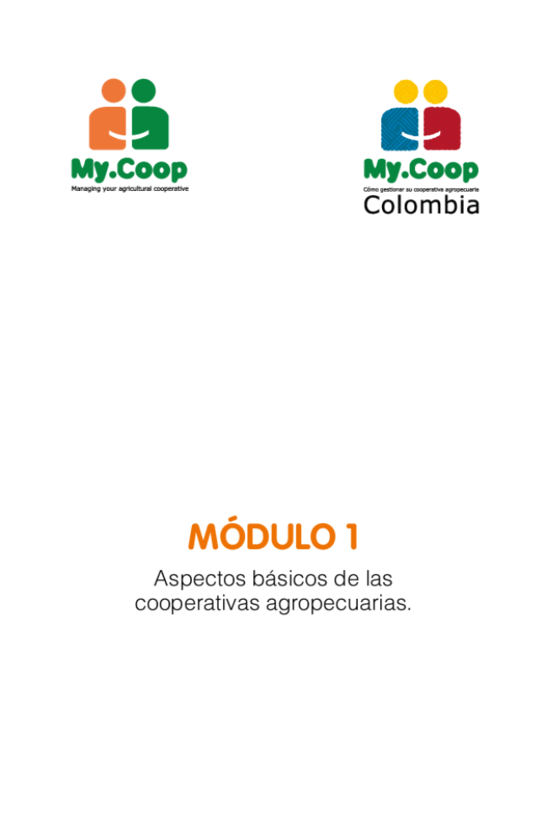 My.Coop
Managing your agricultural cooperative
My.Coop
Cómo gestionar su cooperativa agropecuaria
Colombia
MÓDULO 1
Aspectos básicos de las
cooperativas agropecuarias.